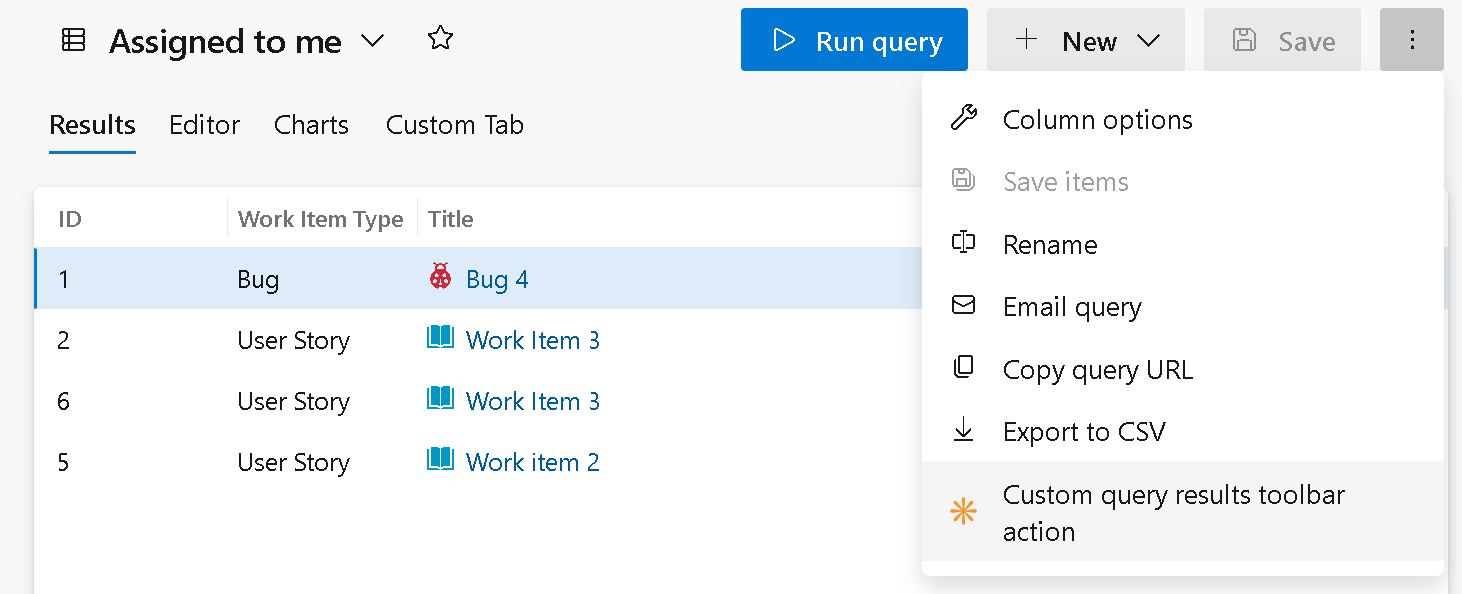 Assigned to me
Run query
New
Save
Results Editor Charts Custom Tab
Column options
Save items
Rename
Email query
Copy query URL
Export to CSV
Custom query results toolbar
action
ID Work Item Type Title
1 Bug Bug 4
2 User Story Work Item 3
6 User Story Work Item 3
5 User Story Work item 2